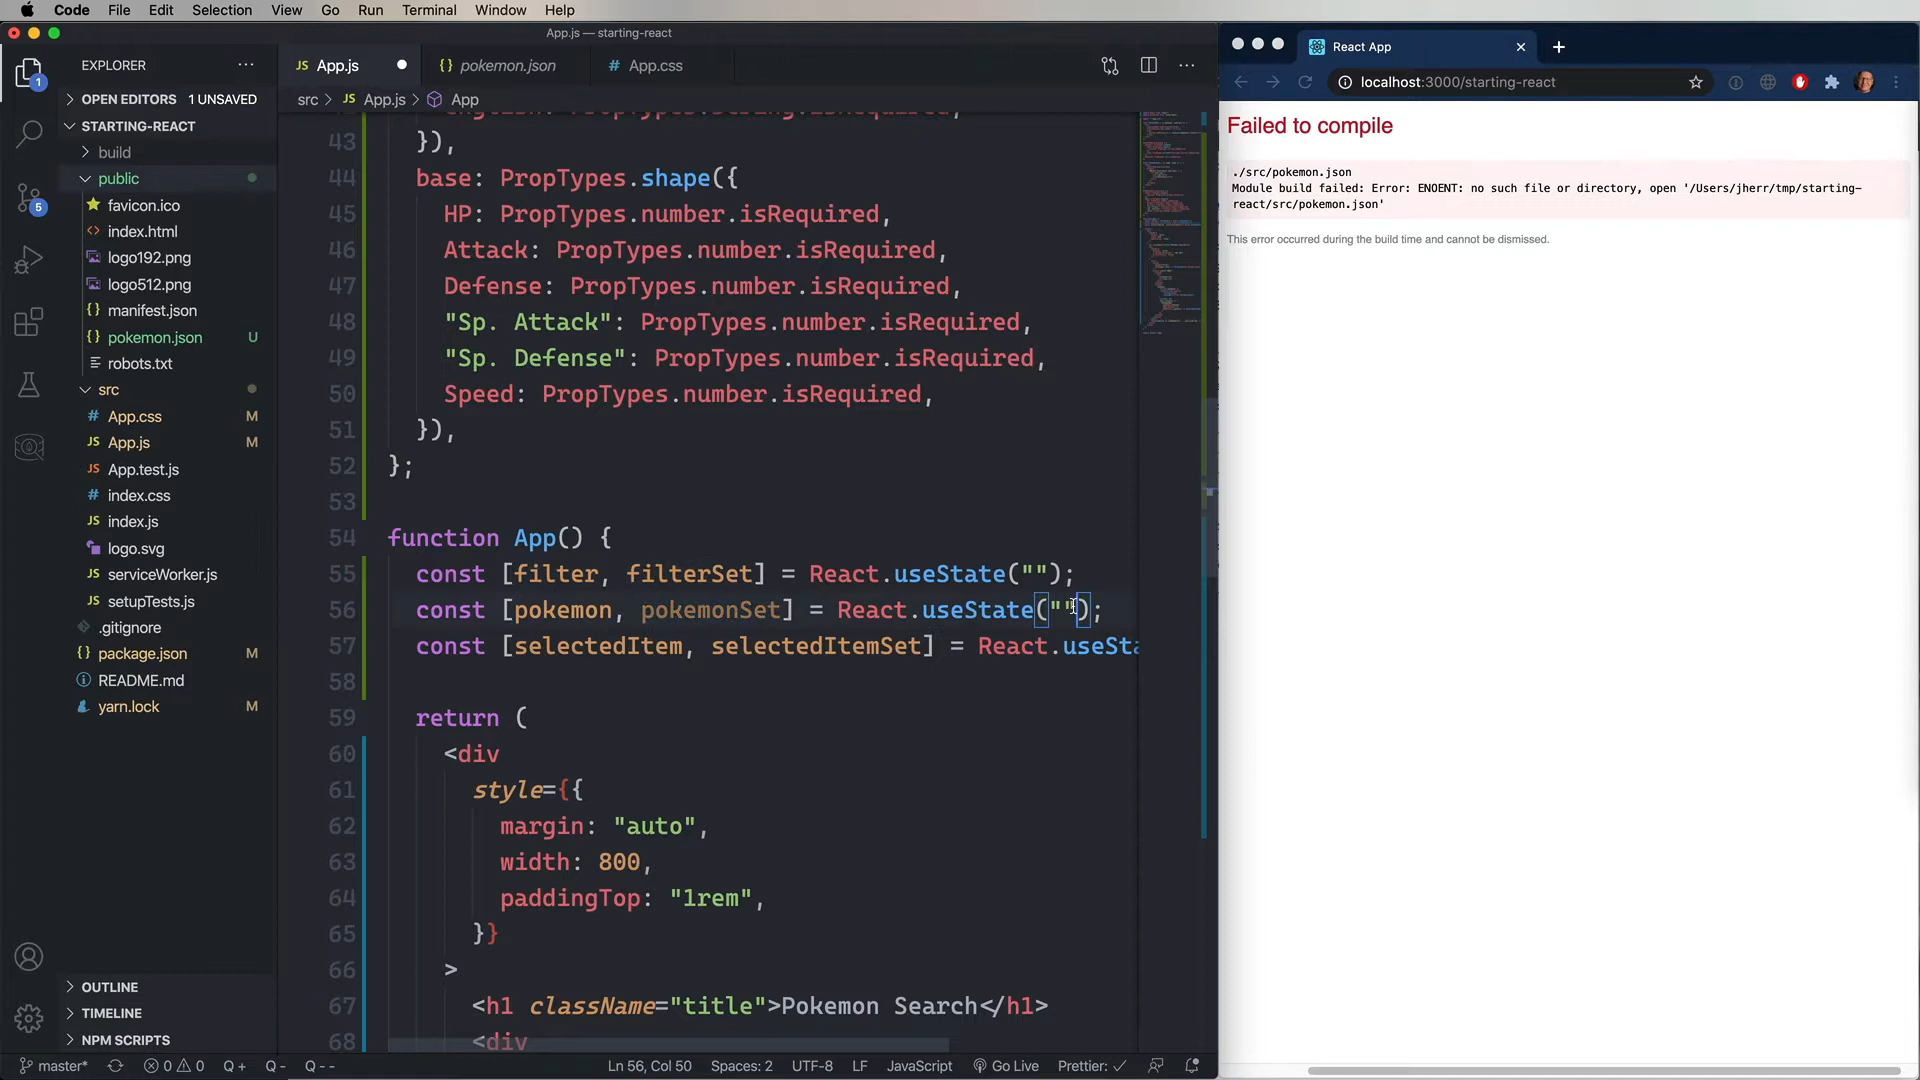 Code File Edit Selection View Go Run Terminal Window Help
App.js — starting-react
EXPLORER
OPEN EDITORS 1 UNSAVED
STARTING-REACT
build
public
favicon.ico
index.html
logo192.png
logo512.png
manifest.json
pokemon.json U
robots.txt
src
App.css M
App.js M
App.test.js
index.css
index.js
logo.svg
serviceWorker.js
setupTests.js
.gitignore
package.json M
README.md
yarn.lock M
OUTLINE
TIMELINE
NPM SCRIPTS
1
5
JS App.js
{} pokemon.json
# App.css
src > JS App.js > App
43 }),
44 base: PropTypes.shape({
45 HP: PropTypes.number.isRequired,
46 Attack: PropTypes.number.isRequired,
47 Defense: PropTypes.number.isRequired,
48 "Sp. Attack": PropTypes.number.isRequired,
49 "Sp. Defense": PropTypes.number.isRequired,
50 Speed: PropTypes.number.isRequired,
51 }),
52 };
53
54 function App() {
55 const [filter, filterSet] = React.useState("");
56 const [pokemon, pokemonSet] = React.useState("");
57 const [selectedItem, selectedItemSet] = React.useSta
58
59 return (
60 <div
61 style={{
62 margin: "auto",
63 width: 800,
64 paddingTop: "1rem",
65 }}
66 >
67 <h1 className="title">Pokemon Search</h1>
68 <div
master* 0 0 Q+ Q- Q-- Ln 56, Col 50 Spaces: 2 UTF-8 LF JavaScript Go Live Prettier: ✓
React App
localhost:3000/starting-react
Failed to compile
./src/pokemon.json
Module build failed: Error: ENOENT: no such file or directory, open '/Users/jherr/tmp/starting-
react/src/pokemon.json'
This error occurred during the build time and cannot be dismissed.